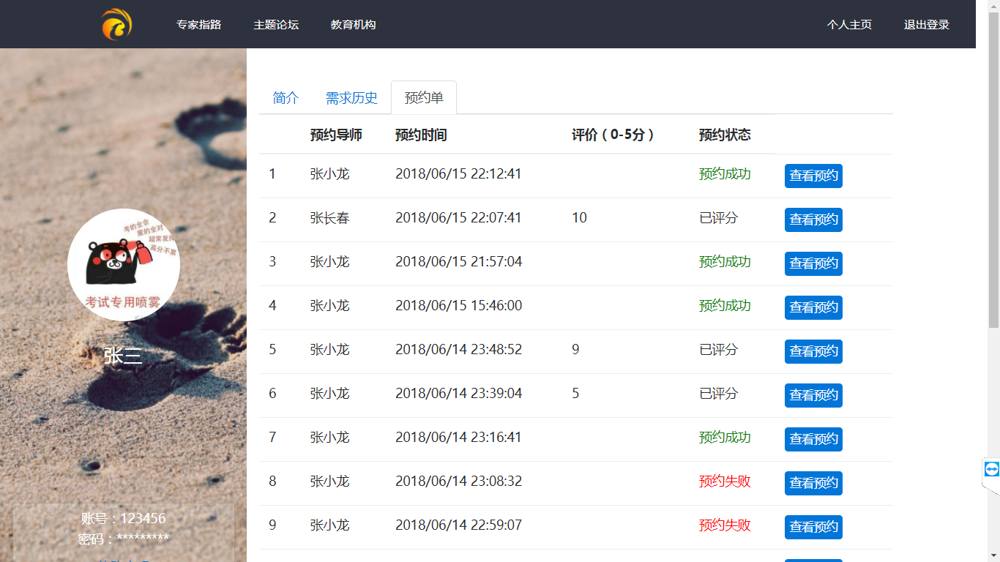 专家指路 主题论坛 教育机构 个人主页 退出登录
简介 需求历史 预约单
预约导师 预约时间 评价（0-5分） 预约状态
1 张小龙 2018/06/15 22:12:41 预约成功 查看预约
2 张长春 2018/06/15 22:07:41 10 已评分 查看预约
3 张小龙 2018/06/15 21:57:04 预约成功 查看预约
4 张小龙 2018/06/15 15:46:00 预约成功 查看预约
5 张小龙 2018/06/14 23:48:52 9 已评分 查看预约
6 张小龙 2018/06/14 23:39:04 5 已评分 查看预约
7 张小龙 2018/06/14 23:16:41 预约成功 查看预约
8 张小龙 2018/06/14 23:08:32 预约失败 查看预约
9 张小龙 2018/06/14 22:59:07 预约失败 查看预约
考的全会
蒙的全对
超常发挥
高分不累
考试专用喷雾
张三
账号：123456
密码：*********